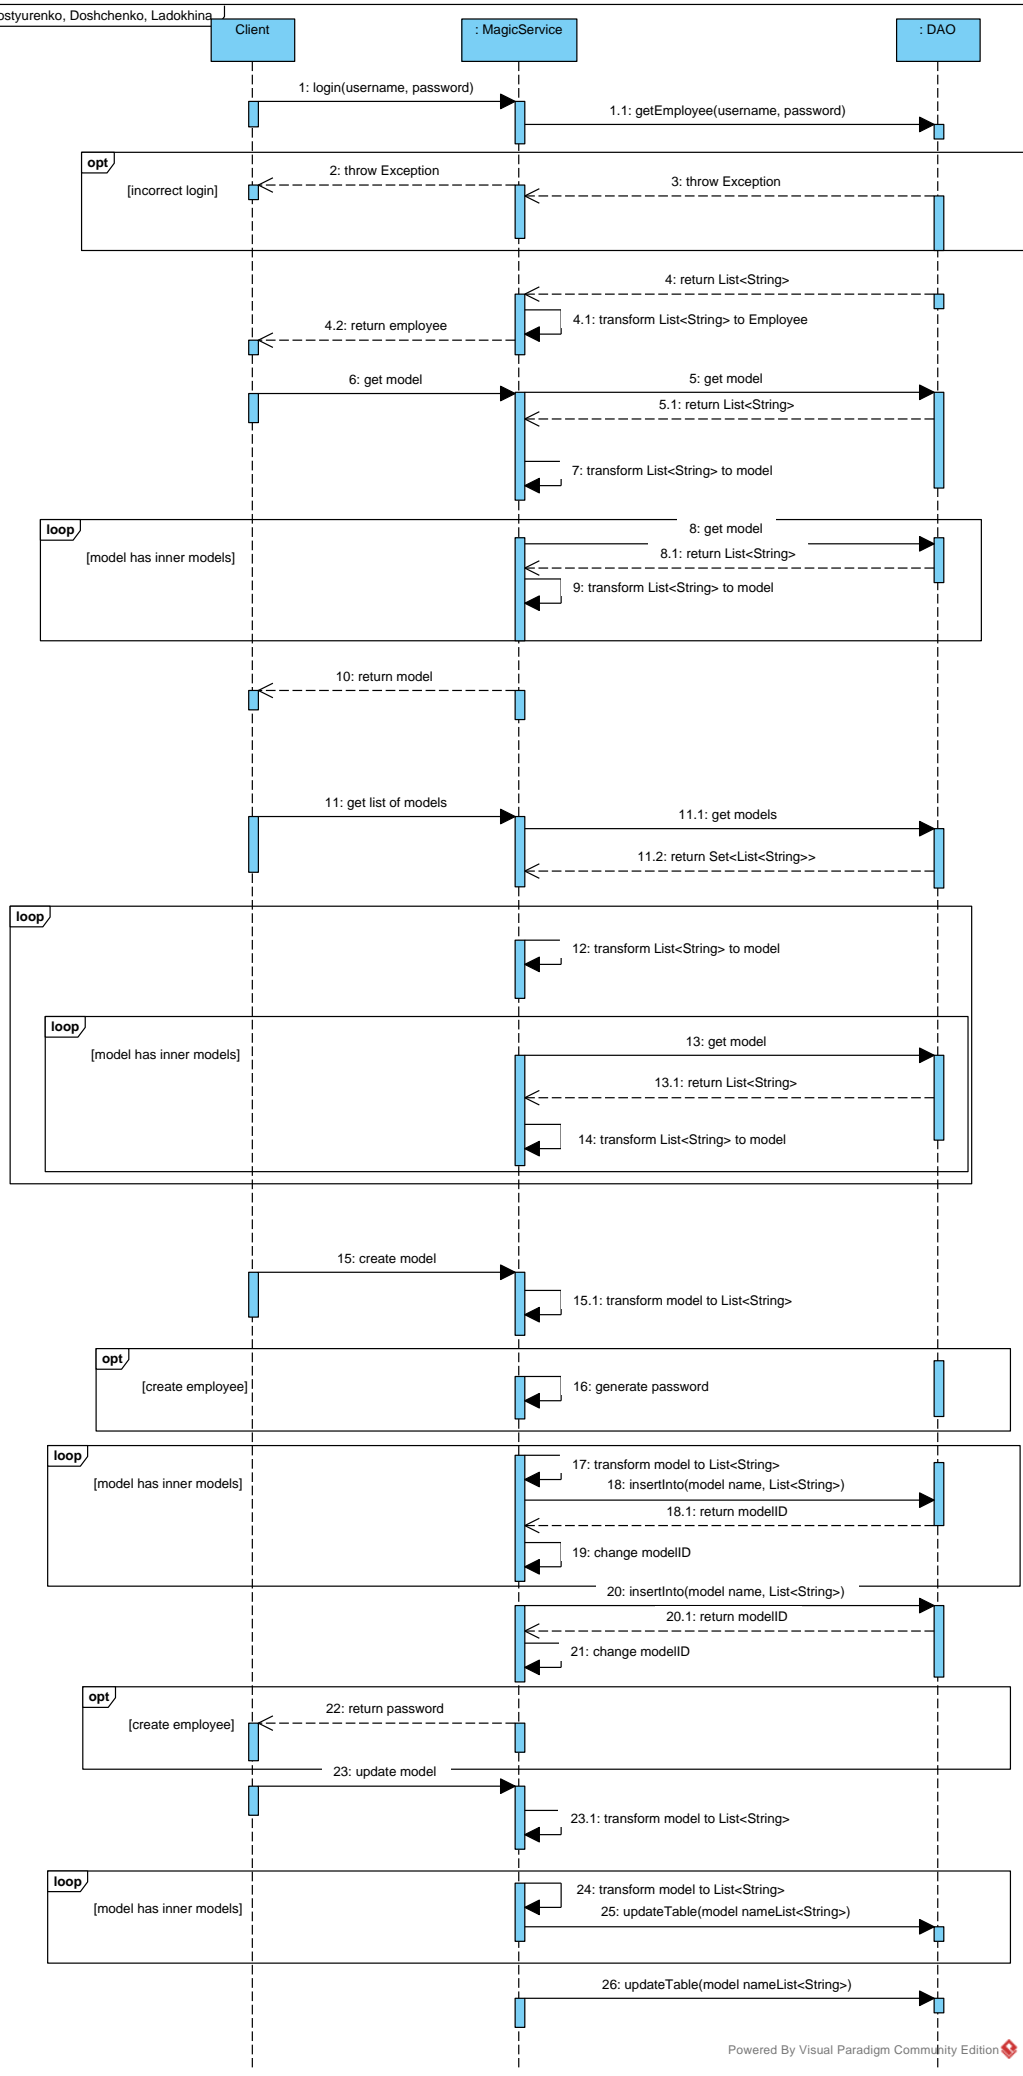 Doshchenko, Ladokhina
Client
: MagicService
: DAO
1: login(username, password)
1.1: getEmployee(username, password)
opt
[incorrect login]
2: throw Exception
3: throw Exception
4: return List<String>
4.1: transform List<String> to Employee
4.2: return employee
6: get model
5: get model
5.1: return List<String>
7: transform List<String> to model
loop
[model has inner models]
8: get model
8.1: return List<String>
9: transform List<String> to model
10: return model
11: get list of models
11.1: get models
11.2: return Set<List<String>>
loop
12: transform List<String> to model
loop
[model has inner models]
13: get model
13.1: return List<String>
14: transform List<String> to model
15: create model
15.1: transform model to List<String>
opt
[create employee]
16: generate password
loop
[model has inner models]
17: transform model to List<String>
18: insertInto(model name, List<String>)
18.1: return modelID
19: change modelID
20: insertInto(model name, List<String>)
20.1: return modelID
21: change modelID
opt
[create employee]
22: return password
23: update model
23.1: transform model to List<String>
loop
[model has inner models]
24: transform model to List<String>
25: updateTable(model nameList<String>)
26: updateTable(model nameList<String>)
Powered By Visual Paradigm Community Edition